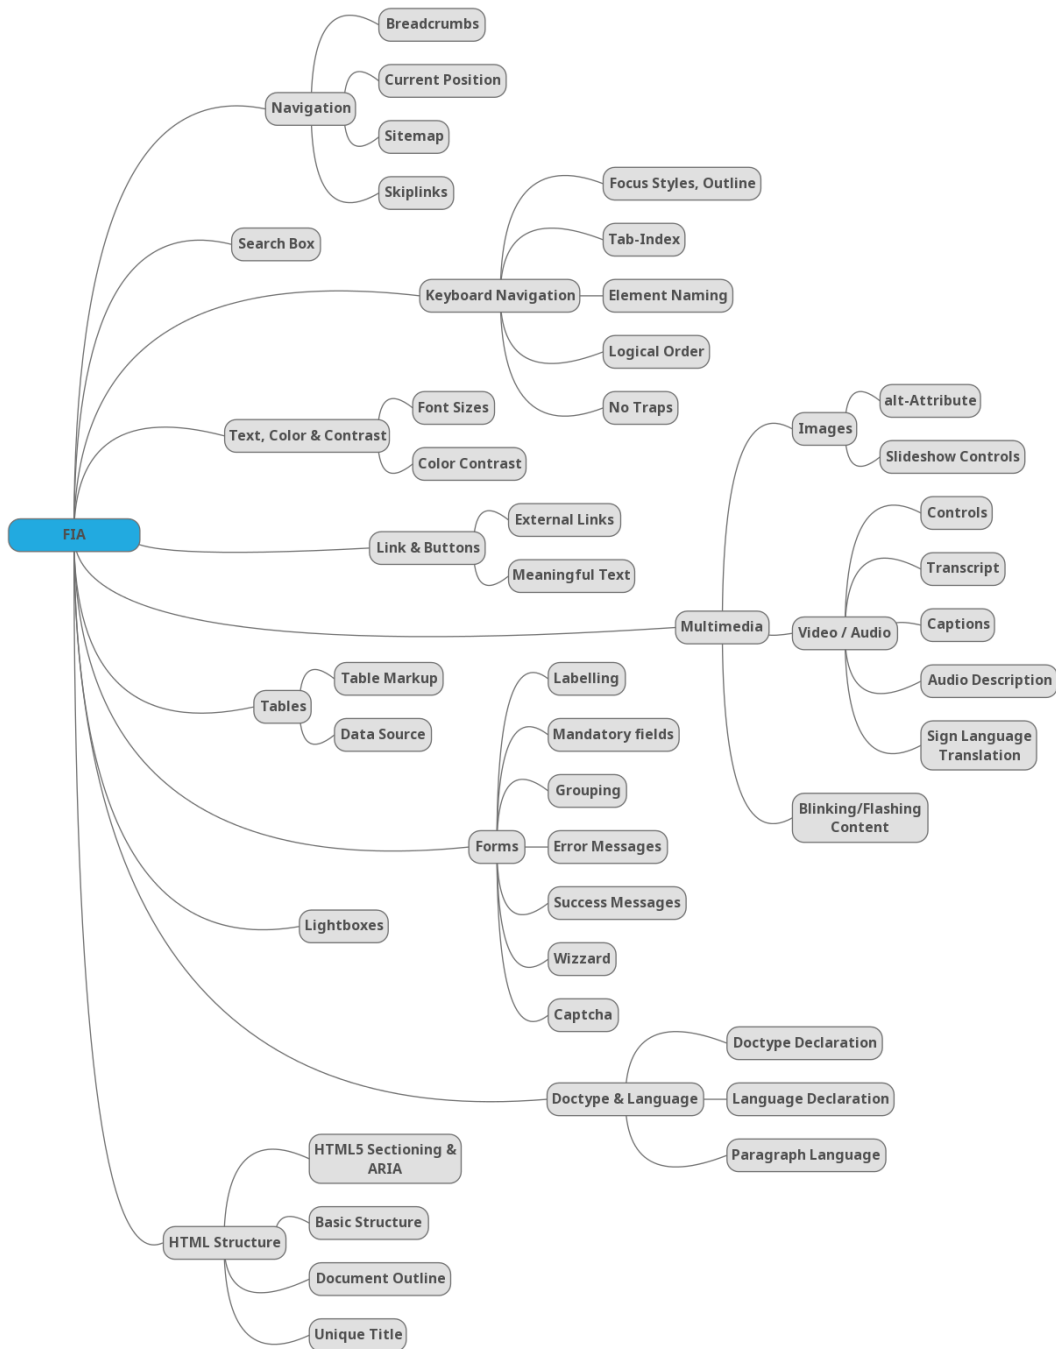 FIA
Navigation
Breadcrumbs
Current Position
Sitemap
Skiplinks
Search Box
Keyboard Navigation
Focus Styles, Outline
Tab-Index
Element Naming
Logical Order
No Traps
Text, Color & Contrast
Font Sizes
Color Contrast
Link & Buttons
External Links
Meaningful Text
Multimedia
Images
alt-Attribute
Slideshow Controls
Video / Audio
Controls
Transcript
Captions
Audio Description
Sign Language
Translation
Blinking/Flashing
Content
Tables
Table Markup
Data Source
Forms
Labelling
Mandatory fields
Grouping
Error Messages
Success Messages
Wizzard
Captcha
Lightboxes
Doctype & Language
Doctype Declaration
Language Declaration
Paragraph Language
HTML Structure
HTML5 Sectioning &
ARIA
Basic Structure
Document Outline
Unique Title